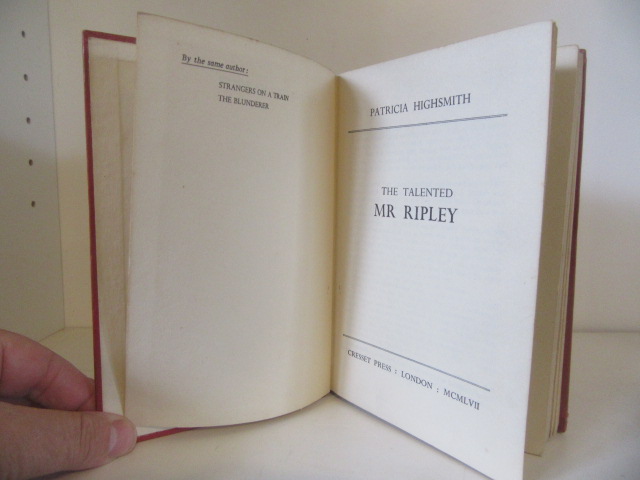 By the same author:
STRANGERS ON A TRAIN
THE BLUNDERER
PATRICIA HIGHSMITH
THE TALENTED
MR RIPLEY
CRESSET PRESS : LONDON : MCMLVII